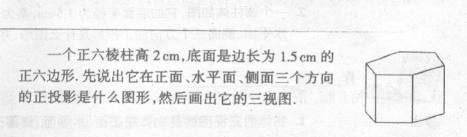 一个正六棱柱高 2 cm,底面是边长为 1.5 cm 的
正六边形. 先说出它在正面、水平面、侧面三个方向
的正投影是什么图形,然后画出它的三视图.